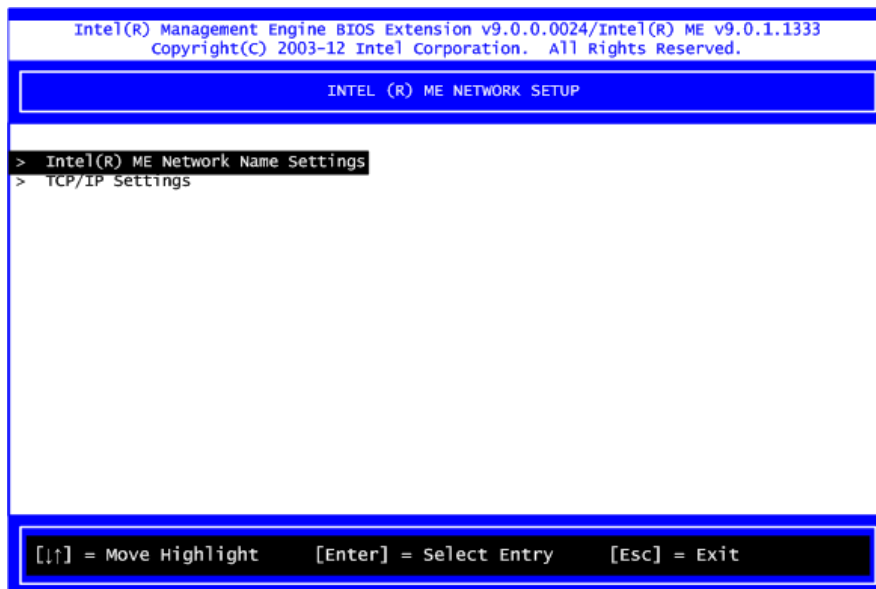 Intel(R) Management Engine BIOS Extension v9.0.0.0024/Intel(R) ME v9.0.1.1333
Copyright(C) 2003-12 Intel Corporation. All Rights Reserved.
INTEL (R) ME NETWORK SETUP
> Intel(R) ME Network Name Settings
> TCP/IP Settings
[↓↑] = Move Highlight [Enter] = Select Entry [Esc] = Exit